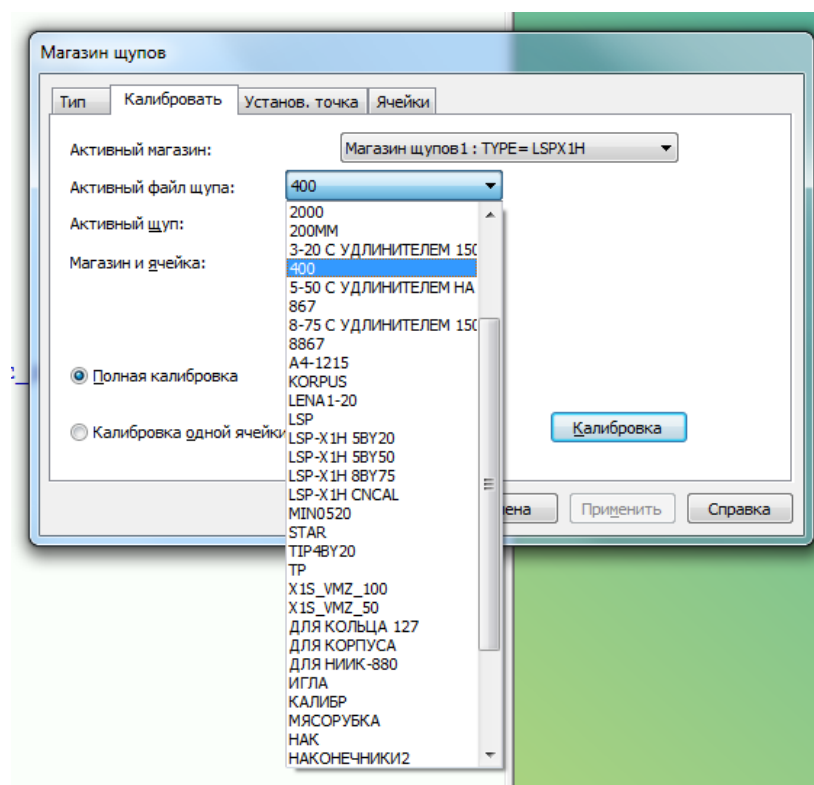 Магазин щупов
Тип Калибровать Установ. точка Ячейки
Активный магазин: Магазин щупов1 : TYPE= LSPX1H
Активный файл щупа: 400
Активный щуп:
Магазин и ячейка:
2000
200MM
3-20 С УДЛИНИТЕЛЕМ 150
400
5-50 С УДЛИНИТЕЛЕМ НА
867
8-75 С УДЛИНИТЕЛЕМ 150
8867
A4-1215
KORPUS
LENA1-20
LSP
LSP-X1H 5BY20
LSP-X1H 5BY50
LSP-X1H 8BY75
LSP-X1H CNCAL
MIN0520
STAR
TIP4BY20
TP
X1S_VMZ_100
X1S_VMZ_50
ДЛЯ КОЛЬЦА 127
ДЛЯ КОРПУСА
ДЛЯ НИИК-880
ИГЛА
КАЛИБР
МЯСОРУБКА
НАК
НАКОНЕЧНИКИ2
Полная калибровка
Калибровка одной ячейки
Калибровка
ена Применить Справка